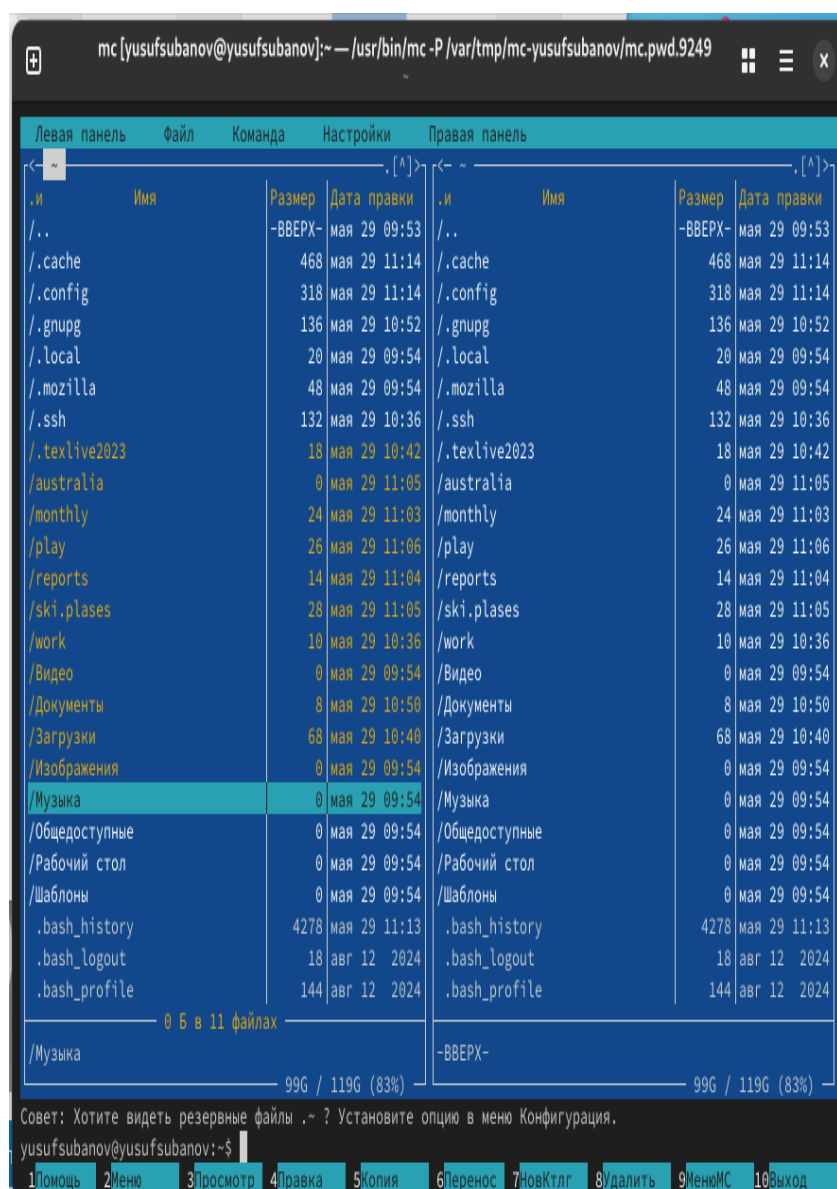 mc [yusufsubanov@yusufsubanov]:~ — /usr/bin/mc -P /var/tmp/mc-yusufsubanov/mc.pwd.9249
~
Левая панель Файл Команда Настройки Правая панель
<— ~ .[^]> <— ~ .[^]>
.и Имя Размер Дата правки .и Имя Размер Дата правки
/.. -ВВЕРХ- мая 29 09:53 /.. -ВВЕРХ- мая 29 09:53
/.cache 468 мая 29 11:14 /.cache 468 мая 29 11:14
/.config 318 мая 29 11:14 /.config 318 мая 29 11:14
/.gnupg 136 мая 29 10:52 /.gnupg 136 мая 29 10:52
/.local 20 мая 29 09:54 /.local 20 мая 29 09:54
/.mozilla 48 мая 29 09:54 /.mozilla 48 мая 29 09:54
/.ssh 132 мая 29 10:36 /.ssh 132 мая 29 10:36
/.texlive2023 18 мая 29 10:42 /.texlive2023 18 мая 29 10:42
/australia 0 мая 29 11:05 /australia 0 мая 29 11:05
/monthly 24 мая 29 11:03 /monthly 24 мая 29 11:03
/play 26 мая 29 11:06 /play 26 мая 29 11:06
/reports 14 мая 29 11:04 /reports 14 мая 29 11:04
/ski.plases 28 мая 29 11:05 /ski.plases 28 мая 29 11:05
/work 10 мая 29 10:36 /work 10 мая 29 10:36
/Видео 0 мая 29 09:54 /Видео 0 мая 29 09:54
/Документы 8 мая 29 10:50 /Документы 8 мая 29 10:50
/Загрузки 68 мая 29 10:40 /Загрузки 68 мая 29 10:40
/Изображения 0 мая 29 09:54 /Изображения 0 мая 29 09:54
/Музыка 0 мая 29 09:54 /Музыка 0 мая 29 09:54
/Общедоступные 0 мая 29 09:54 /Общедоступные 0 мая 29 09:54
/Рабочий стол 0 мая 29 09:54 /Рабочий стол 0 мая 29 09:54
/Шаблоны 0 мая 29 09:54 /Шаблоны 0 мая 29 09:54
.bash_history 4278 мая 29 11:13 .bash_history 4278 мая 29 11:13
.bash_logout 18 авг 12 2024 .bash_logout 18 авг 12 2024
.bash_profile 144 авг 12 2024 .bash_profile 144 авг 12 2024
0 Б в 11 файлах
/Музыка -ВВЕРХ-
99G / 119G (83%) 99G / 119G (83%)
Совет: Хотите видеть резервные файлы .~ ? Установите опцию в меню Конфигурация.
yusufsubanov@yusufsubanov:~$
1Помощь 2Меню 3Просмотр 4Правка 5Копия 6Перенос 7НовКтлг 8Удалить 9МенюМС 10Выход